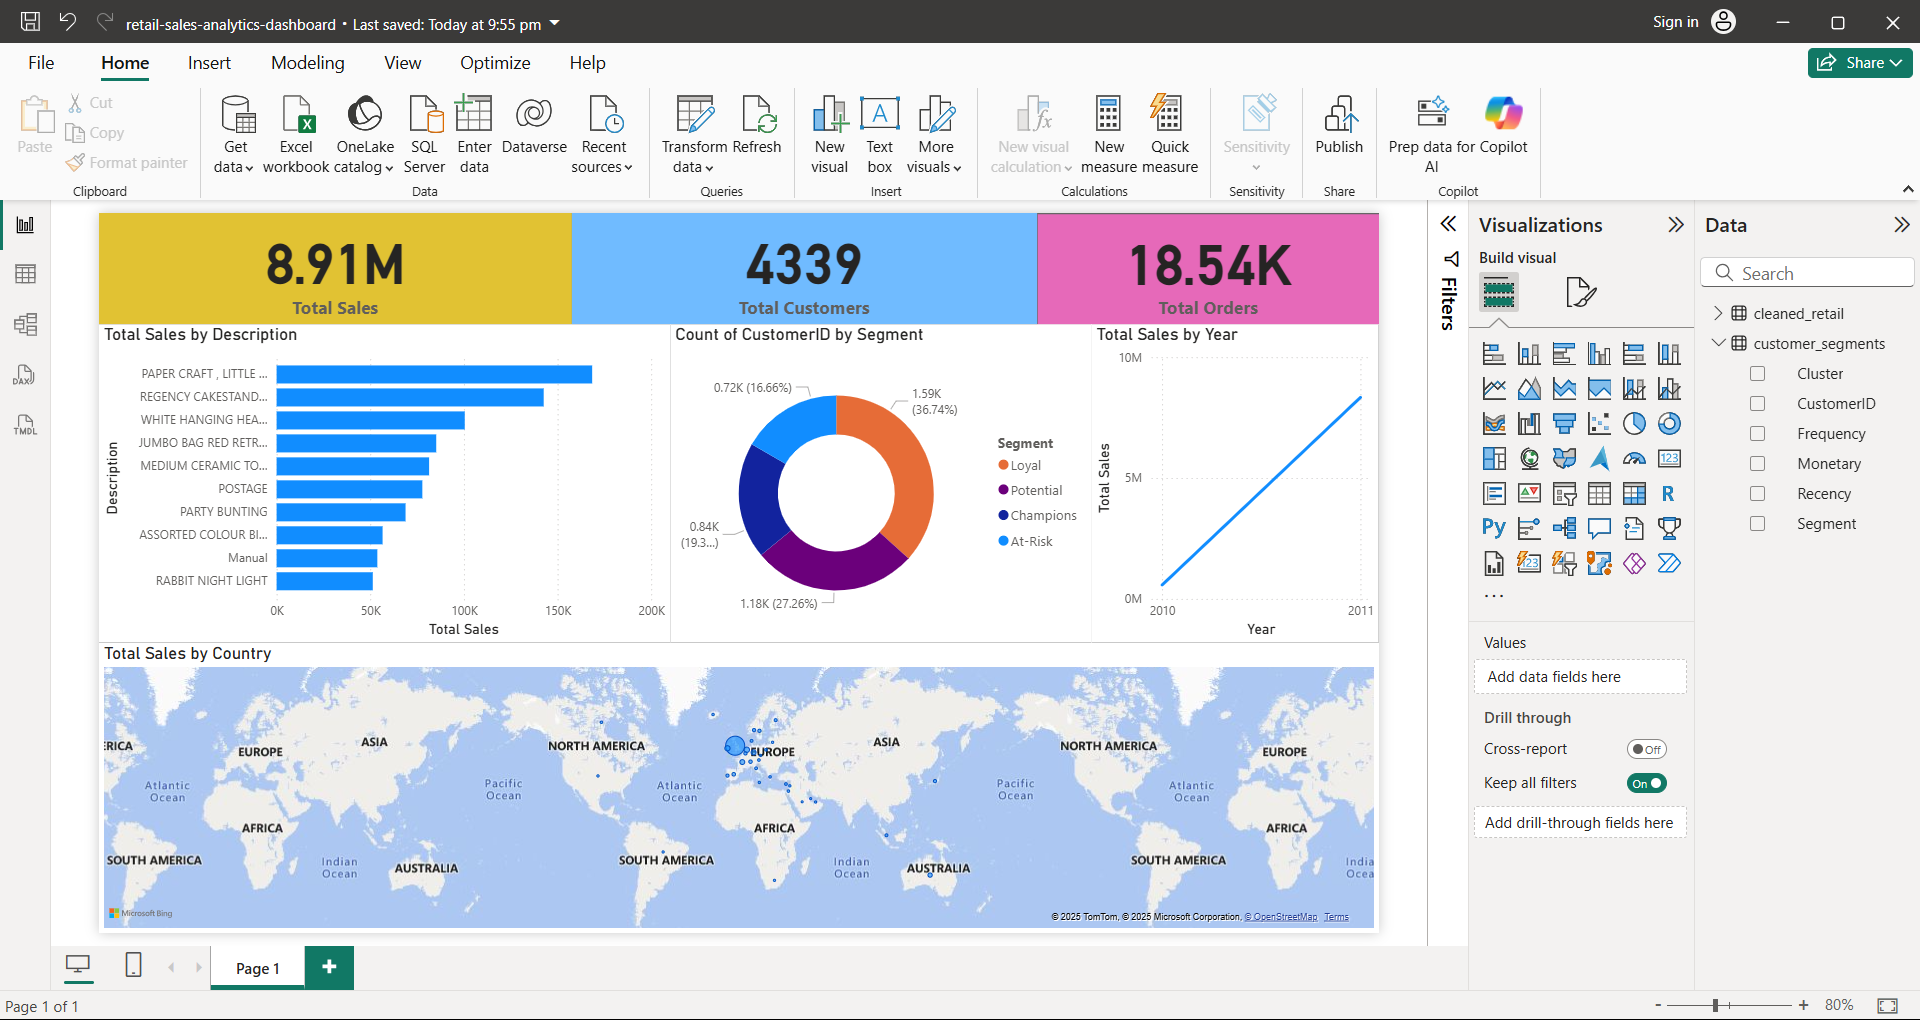 retail-sales-analytics-dashboard • Last saved: Today at 9:55 pm
Sign in
File Home Insert Modeling View Optimize Help
Share
Paste
Cut
Copy
Format painter
Get data
Excel workbook
OneLake catalog
SQL Server
Enter data
Dataverse
Recent sources
Transform data
Refresh
New visual
Text box
More visuals
New visual calculation
New measure
Quick measure
Sensitivity
Publish
Prep data for AI
Copilot
Clipboard Data Queries Insert Calculations Sensitivity Share Copilot
8.91M
Total Sales
4339
Total Customers
18.54K
Total Orders
Total Sales by Description
Description
PAPER CRAFT , LITTLE ...
REGENCY CAKESTAND...
WHITE HANGING HEA...
JUMBO BAG RED RETR...
MEDIUM CERAMIC TO...
POSTAGE
PARTY BUNTING
ASSORTED COLOUR BI...
Manual
RABBIT NIGHT LIGHT
0K 50K 100K 150K 200K
Total Sales
Count of CustomerID by Segment
0.72K (16.66%)
1.59K
(36.74%)
0.84K
(19.3...)
1.18K (27.26%)
Segment
Loyal
Potential
Champions
At-Risk
Total Sales by Year
Total Sales
10M
5M
0M
2010 2011
Year
Total Sales by Country
ERICA
EUROPE
ASIA
Atlantic
Ocean
AFRICA
SOUTH AMERICA
Indian
Ocean
AUSTRALIA
Pacific
Ocean
NORTH AMERICA
Atlantic
Ocean
EUROPE
ASIA
SOUTH AMERICA
AFRICA
Indian
Ocean
AUSTRALIA
Pacific
Ocean
NORTH AMERICA
Atlantic
Ocean
EUROPE
SOUTH AMERICA
AFRICA
India
Ocea
Microsoft Bing
© 2025 TomTom, © 2025 Microsoft Corporation, © OpenStreetMap Terms
Filters
Visualizations
Build visual
123
R
Py
123
...
Values
Add data fields here
Drill through
Cross-report
Off
Keep all filters
On
Add drill-through fields here
Data
Search
cleaned_retail
customer_segments
Cluster
CustomerID
Frequency
Monetary
Recency
Segment
DAX
TMDL
Page 1
+
Page 1 of 1
- + 80%